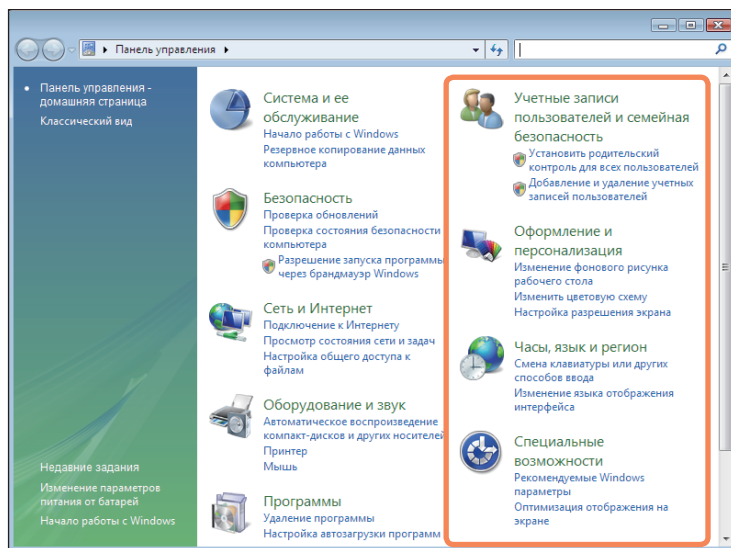 Панель управления
Панель управления -
домашняя страница
Классический вид
Недавние задания
Изменение параметров
питания от батарей
Начало работы с Windows
Система и ее
обслуживание
Начало работы с Windows
Резервное копирование данных
компьютера
Безопасность
Проверка обновлений
Проверка состояния безопасности
компьютера
Разрешение запуска программы
через брандмауэр Windows
Сеть и Интернет
Подключение к Интернету
Просмотр состояния сети и задач
Настройка общего доступа к
файлам
Оборудование и звук
Автоматическое воспроизведение
компакт-дисков и других носителей
Принтер
Мышь
Программы
Удаление программы
Настройка автозагрузки программ
Учетные записи
пользователей и семейная
безопасность
Установить родительский
контроль для всех пользователей
Добавление и удаление учетных
записей пользователей
Оформление и
персонализация
Изменение фонового рисунка
рабочего стола
Изменить цветовую схему
Настройка разрешения экрана
Часы, язык и регион
Смена клавиатуры или других
способов ввода
Изменение языка отображения
интерфейса
Специальные
возможности
Рекомендуемые Windows
параметры
Оптимизация отображения на
экране